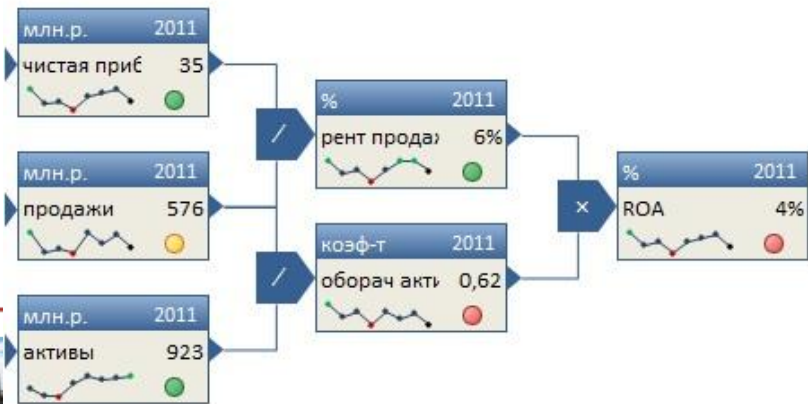 млн.р. 2011
чистая приб 35
млн.р. 2011
продажи 576
млн.р. 2011
активы 923
/
/
% 2011
рент продаж 6%
коэф-т 2011
оборач акти 0,62
×
% 2011
ROA 4%